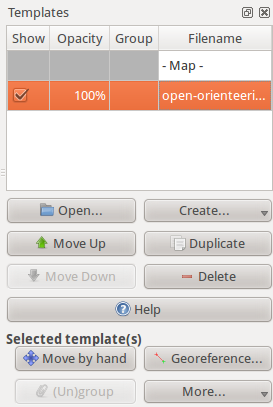 Templates
Show Opacity Group Filename
- Map -
100% open-orienteeri...
Open... Create...
Move Up Duplicate
Move Down Delete
Help
Selected template(s)
Move by hand Georeference...
(Un)group More...